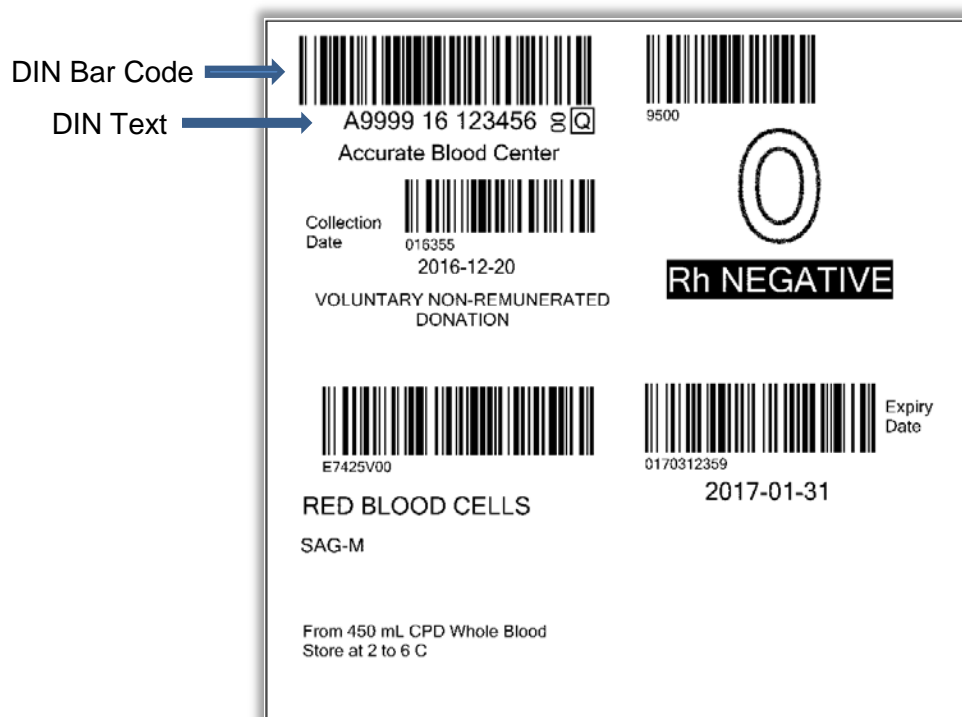 DIN Bar Code
DIN Text
A9999 16 123456 00 Q
Accurate Blood Center
Collection
Date
016355
2016-12-20
VOLUNTARY NON-REMUNERATED
DONATION
9500
O
Rh NEGATIVE
E7425V00
RED BLOOD CELLS
SAG-M
0170312359
Expiry
Date
2017-01-31
From 450 mL CPD Whole Blood
Store at 2 to 6 C